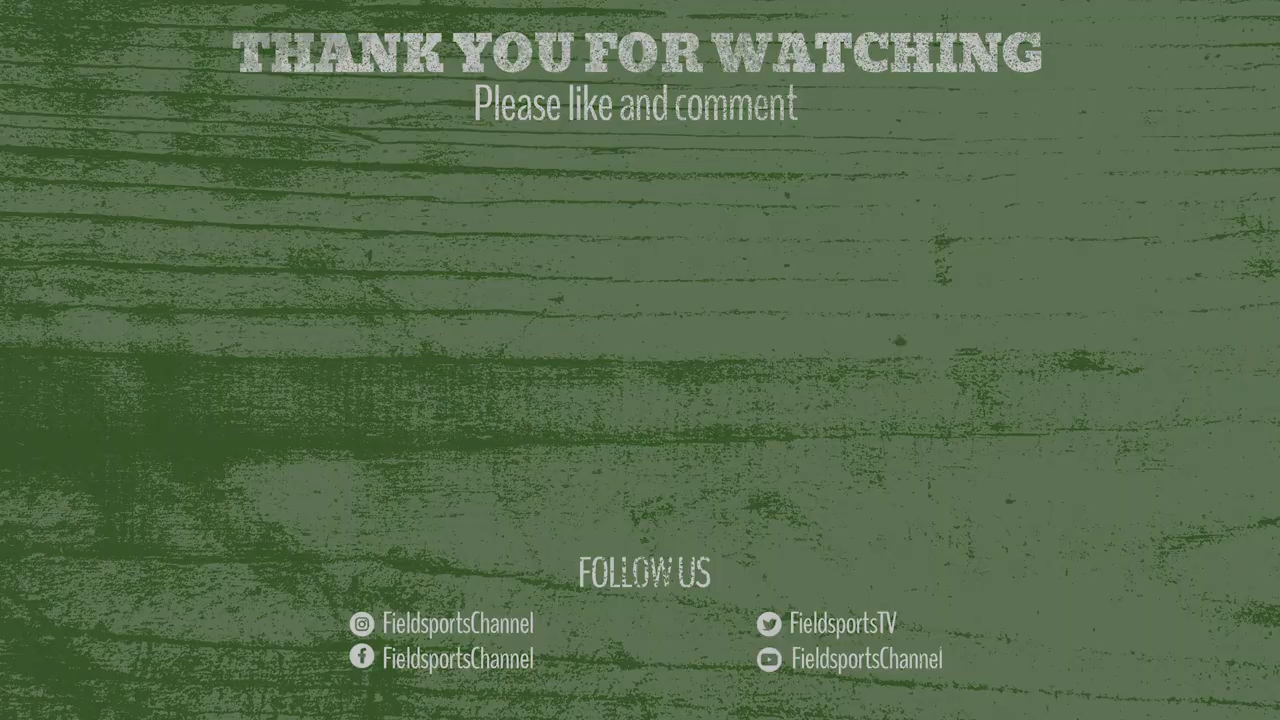 THANK YOU FOR WATCHING
Please like and comment
FOLLOW US
FieldsportsChannel
FieldsportsTV
FieldsportsChannel
FieldsportsChannel